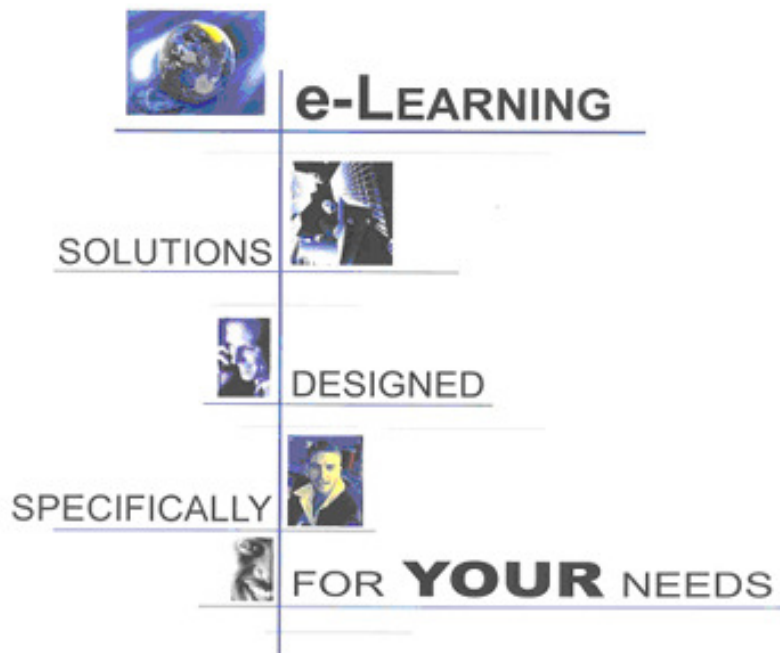 e-LEARNING
SOLUTIONS
DESIGNED
SPECIFICALLY
FOR YOUR NEEDS